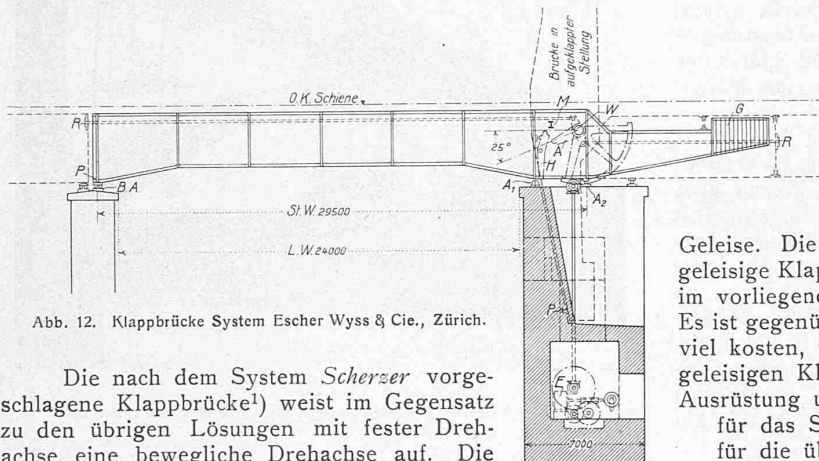 Brücke in
aufgeklappter
Stellung
O.K. Schiene
M
W
G
R
I
25°
A
R
H
P
B.A.
A1
A2
St.W. 29500
L.W. 24000
P
E
7000
Abb. 12. Klappbrücke System Escher Wyss & Cie., Zürich.
Die nach dem System Scherzer vorge-
schlagene Klappbrücke¹) weist im Gegensatz
zu den übrigen Lösungen mit fester Dreh-
achse eine bewegliche Drehachse auf. Die
Geleise. Die
geleisige Klap
im vorliegend
Es ist gegenü
viel kosten,
geleisigen Kl
Ausrüstung u
für das S
für die üb